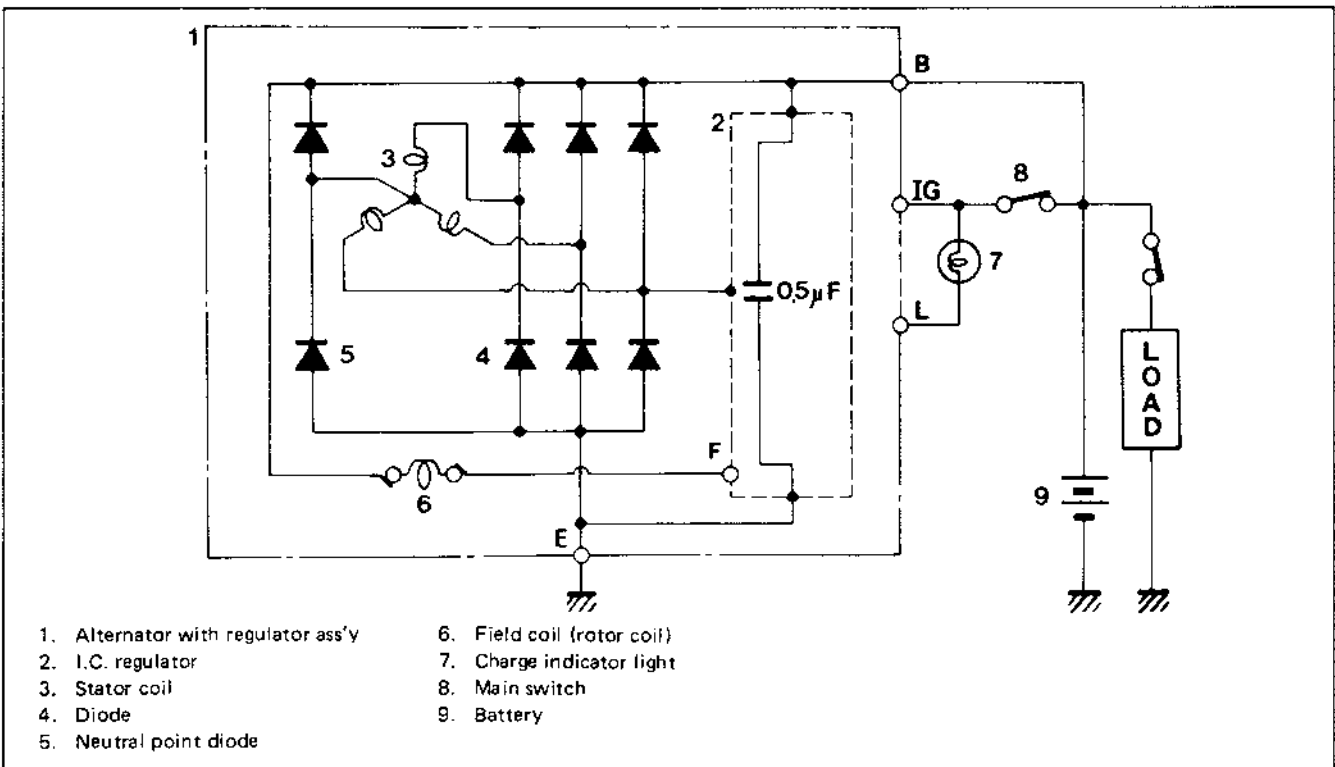 1
B
2
3
8
IG
7
0.5μF
L
5
4
LOAD
F
6
9
E
1. Alternator with regulator ass'y
2. I.C. regulator
3. Stator coil
4. Diode
5. Neutral point diode
6. Field coil (rotor coil)
7. Charge indicator light
8. Main switch
9. Battery